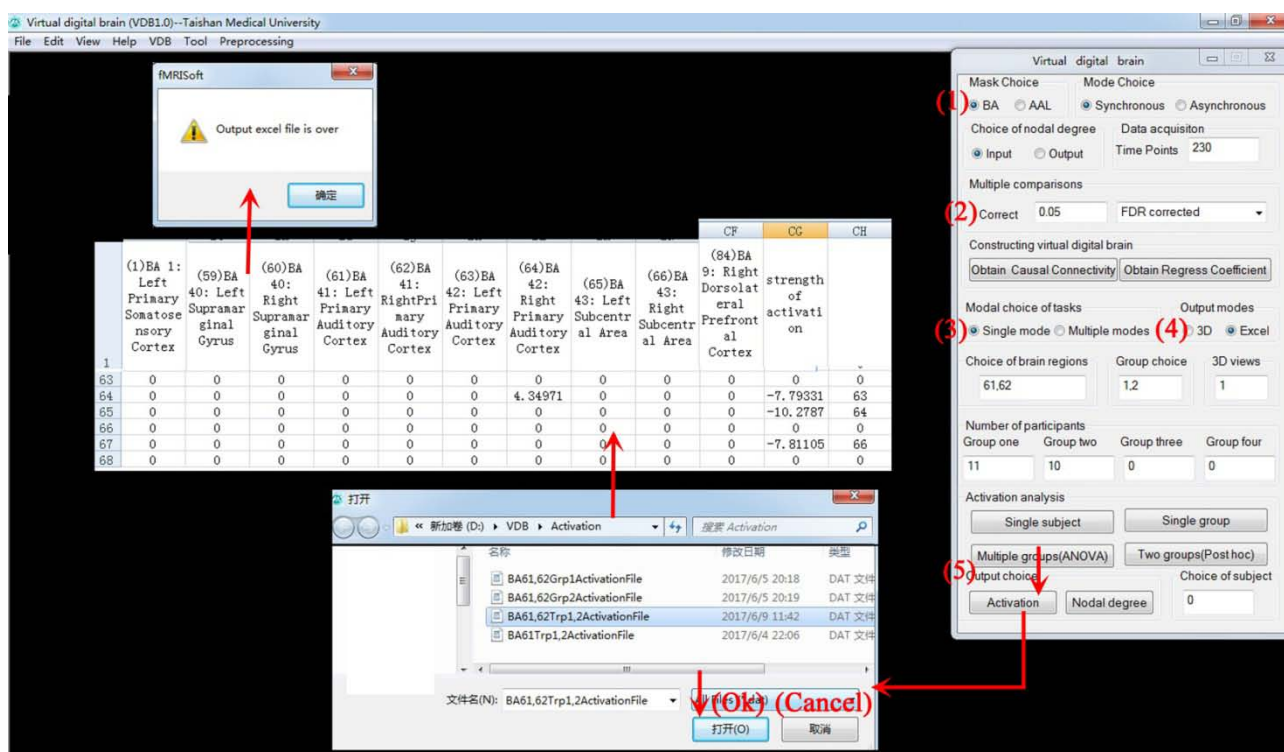 Virtual digital brain (VDB1.0)--Taishan Medical University
File Edit View Help VDB Tool Preprocessing
fMRISoft
Output excel file is over
确定
CF CG CH
(1)BA 1: Left Primary Somatosensory Cortex
(59)BA 40: Left Supramarginal Gyrus
(60)BA 40: Right Supramarginal Gyrus
(61)BA 41: Left Primary Auditory Cortex
(62)BA 41: RightPrimary Auditory Cortex
(63)BA 42: Left Primary Auditory Cortex
(64)BA 42: Right Primary Auditory Cortex
(65)BA 43: Left Subcentral Area
(66)BA 43: Right Subcentral Area
(84)BA 9: Right Dorsolateral Prefrontal Cortex
strength of activation
1
63 0 0 0 0 0 0 0 0 0 0 0 0
64 0 0 0 0 0 0 4.34971 0 0 0 -7.79331 63
65 0 0 0 0 0 0 0 0 0 0 -10.2787 64
66 0 0 0 0 0 0 0 0 0 0 0 0
67 0 0 0 0 0 0 0 0 0 0 -7.81105 66
68 0 0 0 0 0 0 0 0 0 0 0 0
打开
« 新加卷 (D:) ▸ VDB ▸ Activation
搜索 Activation
名称 修改日期 类型
BA61,62Grp1ActivationFile 2017/6/5 20:18 DAT 文件
BA61,62Grp2ActivationFile 2017/6/5 20:19 DAT 文件
BA61,62Trp1,2ActivationFile 2017/6/9 11:42 DAT 文件
BA61Trp1,2ActivationFile 2017/6/4 22:06 DAT 文件
文件名(N): BA61,62Trp1,2ActivationFile
(Ok) (Cancel)
打开(O) 取消
Virtual digital brain
Mask Choice Mode Choice
(1) BA AAL Synchronous Asynchronous
Choice of nodal degree Data acquisiton
Input Output Time Points 230
Multiple comparisons
(2) Correct 0.05 FDR corrected
Constructing virtual digital brain
Obtain Causal Connectivity Obtain Regress Coefficient
Modal choice of tasks Output modes
(3) Single mode Multiple modes (4) 3D Excel
Choice of brain regions Group choice 3D views
61,62 1,2 1
Number of participants
Group one Group two Group three Group four
11 10 0 0
Activation analysis
Single subject Single group
Multiple groups(ANOVA) Two groups(Post hoc)
(5) Output choice Choice of subject
Activation Nodal degree 0